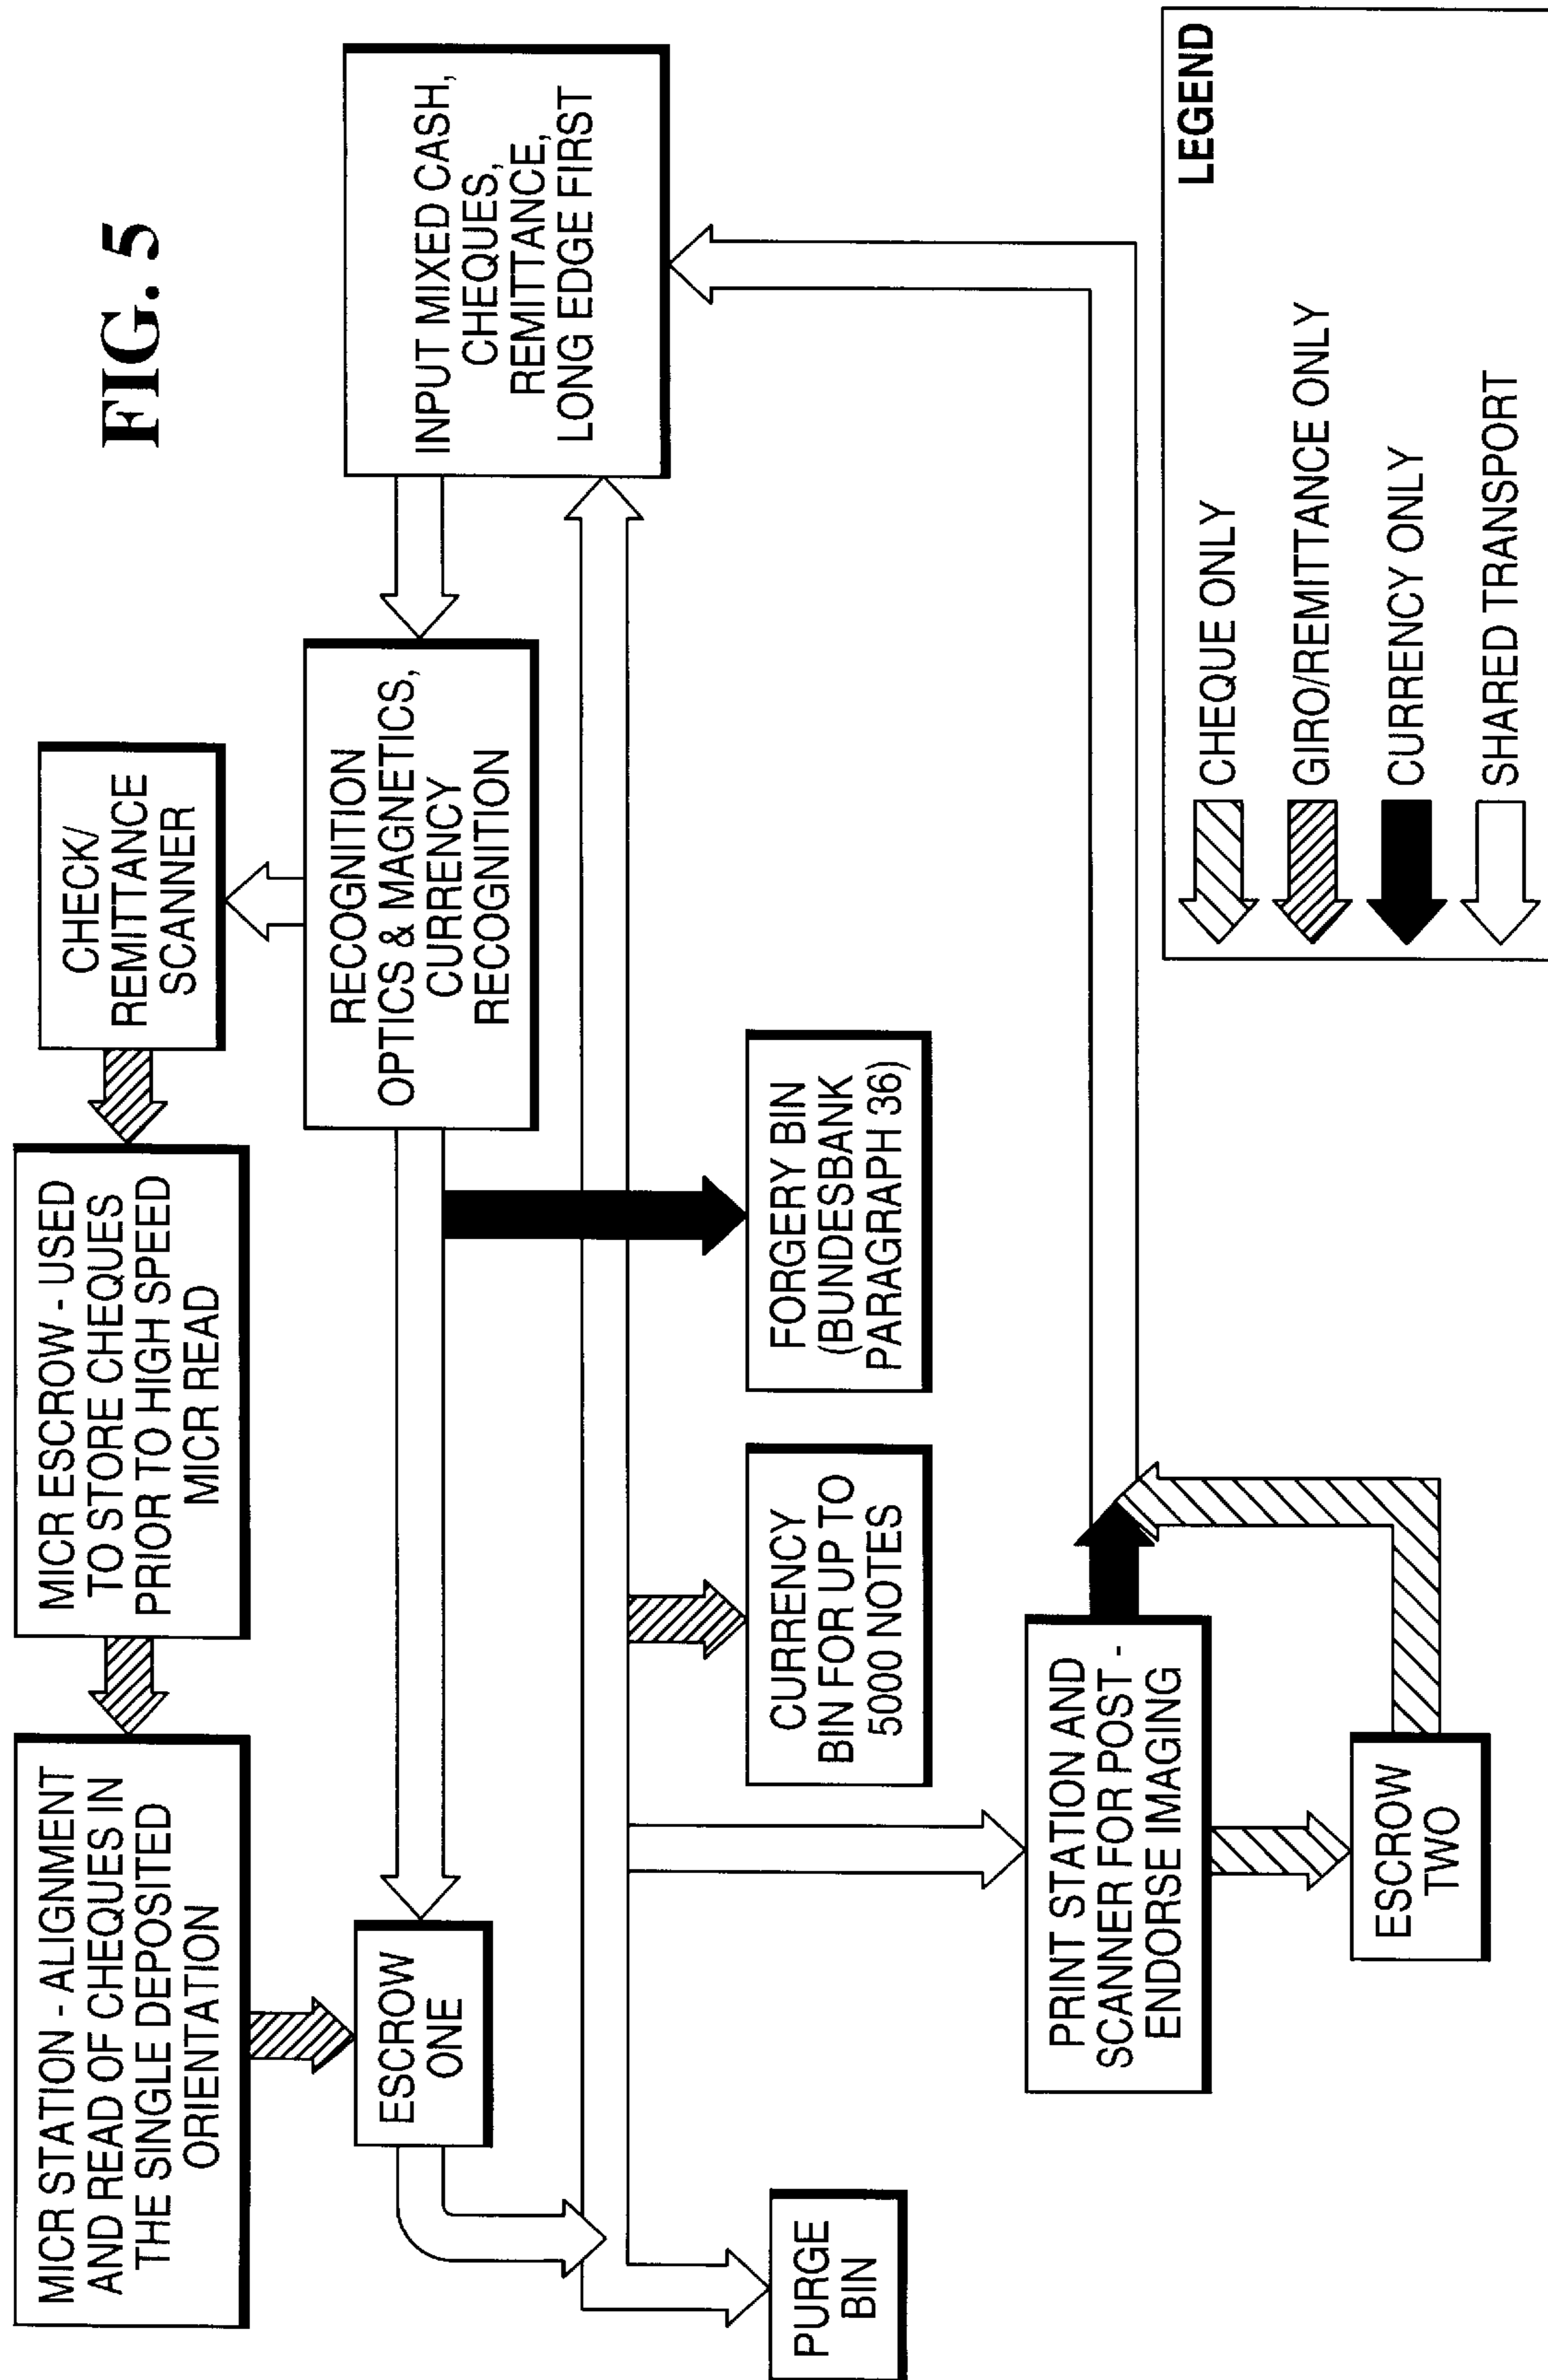 FIG. 5
INPUT MIXED CASH,
CHEQUES,
REMITTANCE,
LONG EDGE FIRST
RECOGNITION
OPTICS & MAGNETICS,
CURRENCY
RECOGNITION
CHECK/
REMITTANCE
SCANNER
MICR ESCROW - USED
TO STORE CHEQUES
PRIOR TO HIGH SPEED
MICR READ
MICR STATION - ALIGNMENT
AND READ OF CHEQUES IN
THE SINGLE DEPOSITED
ORIENTATION
ESCROW
ONE
FORGERY BIN
(BUNDESBANK
PARAGRAPH 36)
CURRENCY
BIN FOR UP TO
5000 NOTES
PURGE
BIN
PRINT STATION AND
SCANNER FOR POST -
ENDORSE IMAGING
ESCROW
TWO
LEGEND
CHEQUE ONLY
GIRO/REMITTANCE ONLY
CURRENCY ONLY
SHARED TRANSPORT